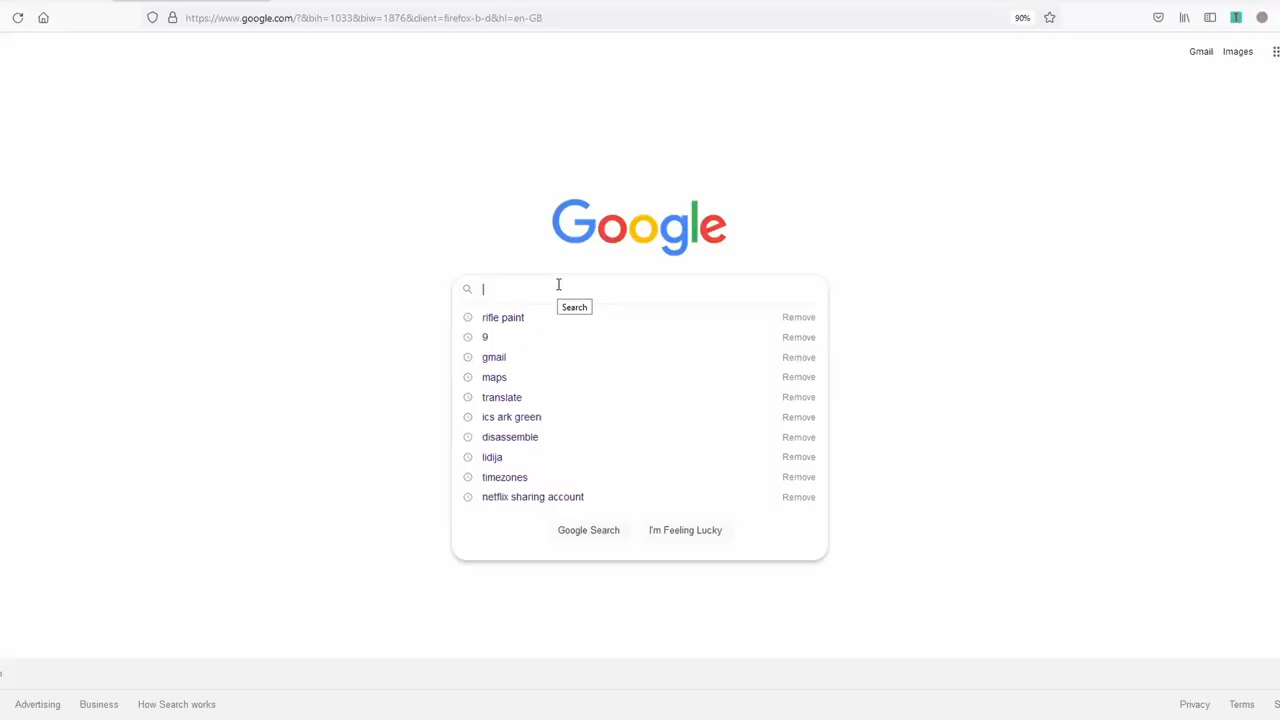 https://www.google.com/?&bih=1033&biw=1876&client=firefox-b-d&hl=en-GB
90%
Gmail Images
Google
Search
rifle paint Remove
9 Remove
gmail Remove
maps Remove
translate Remove
ics ark green Remove
disassemble Remove
lidija Remove
timezones Remove
netflix sharing account Remove
Google Search I'm Feeling Lucky
Advertising Business How Search works Privacy Terms